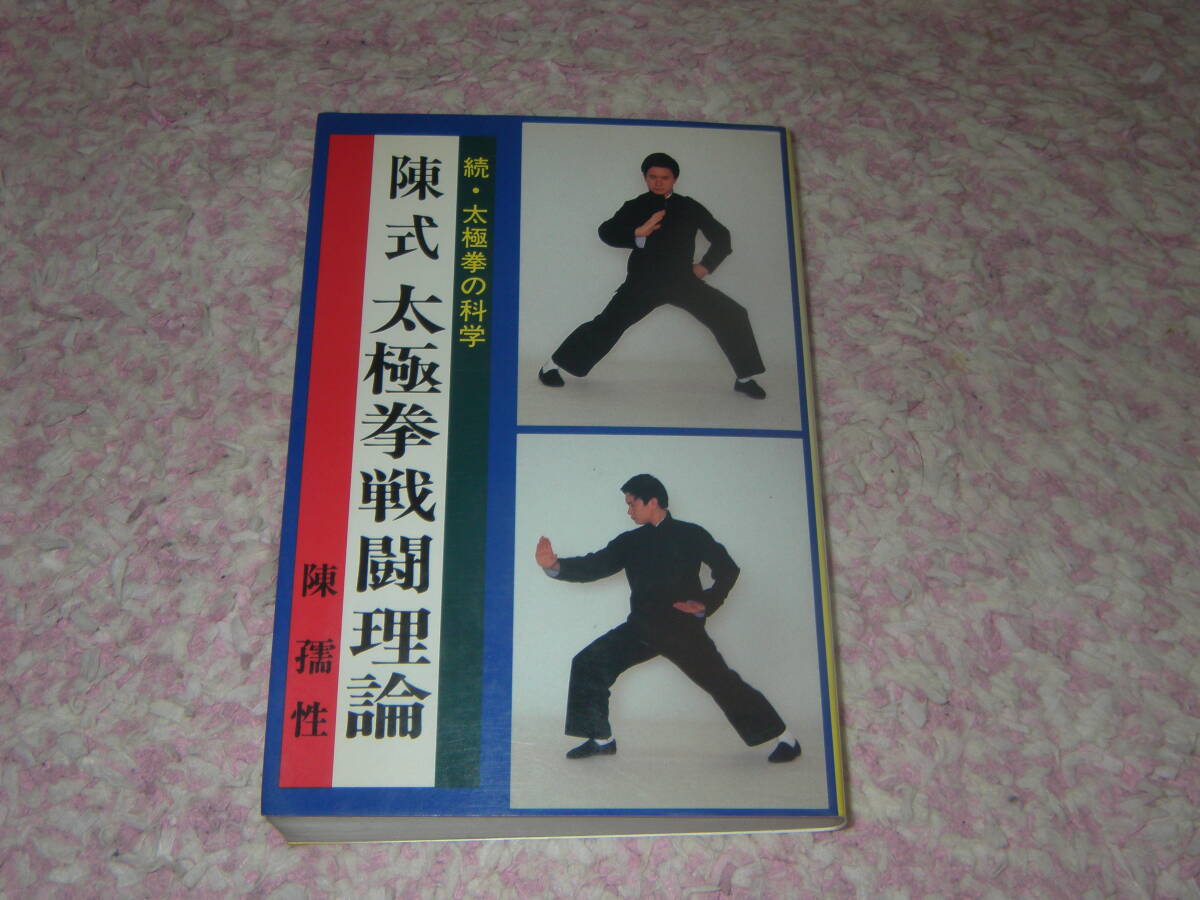 続・太極拳の科学
陳式 太極拳戦闘理論
陳孺性